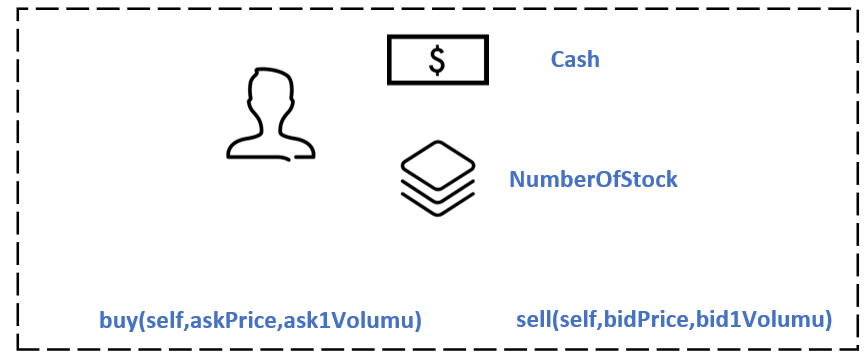 $
Cash
NumberOfStock
buy(self,askPrice,ask1Volumu)
sell(self,bidPrice,bid1Volumu)